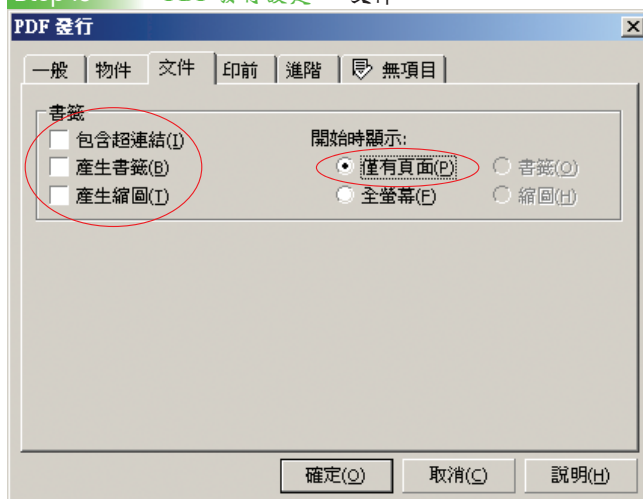 PDF 發行
一般 物件 文件 印前 進階 無項目
書籤
包含超連結(I) 開始時顯示:
產生書籤(B) 僅有頁面(P) 書籤(O)
產生縮圖(T) 全螢幕(F) 縮圖(H)
確定(O) 取消(C) 說明(H)